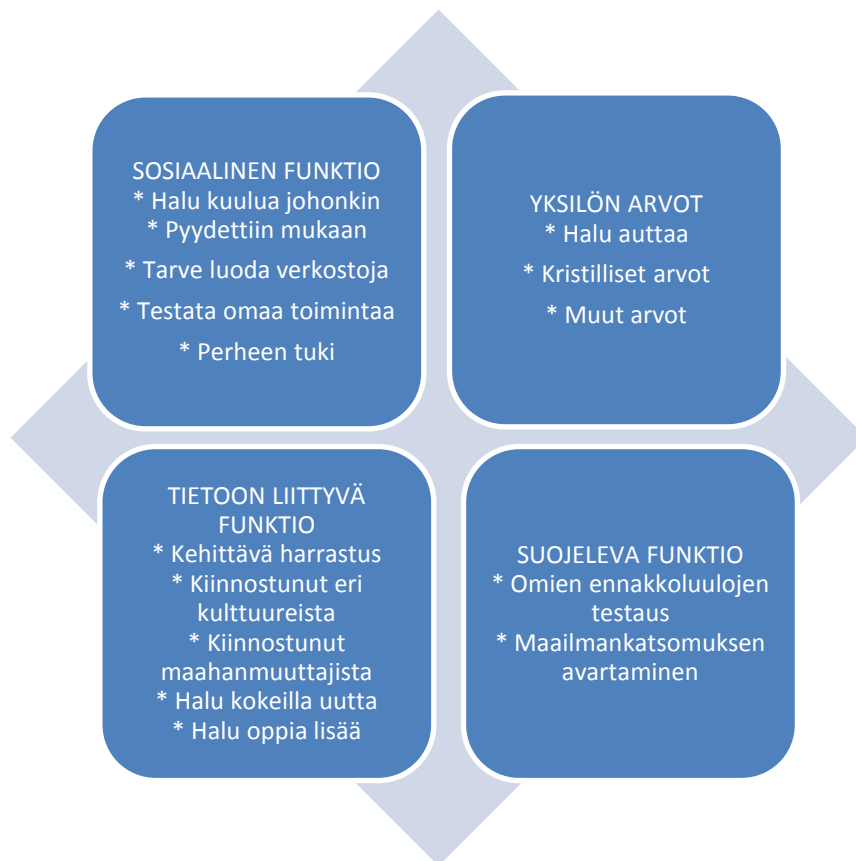 SOSIAALINEN FUNKTIO
* Halu kuulua johonkin
* Pyydettiin mukaan
* Tarve luoda verkostoja
* Testata omaa toimintaa
* Perheen tuki
YKSILÖN ARVOT
* Halu auttaa
* Kristilliset arvot
* Muut arvot
TIETOON LIITTYVÄ
FUNKTIO
* Kehittävä harrastus
* Kiinnostunut eri
kulttuureista
* Kiinnostunut
maahanmuuttajista
* Halu kokeilla uutta
* Halu oppia lisää
SUOJELEVA FUNKTIO
* Omien ennakkoluulojen
testaus
* Maailmankatsomuksen
avartaminen